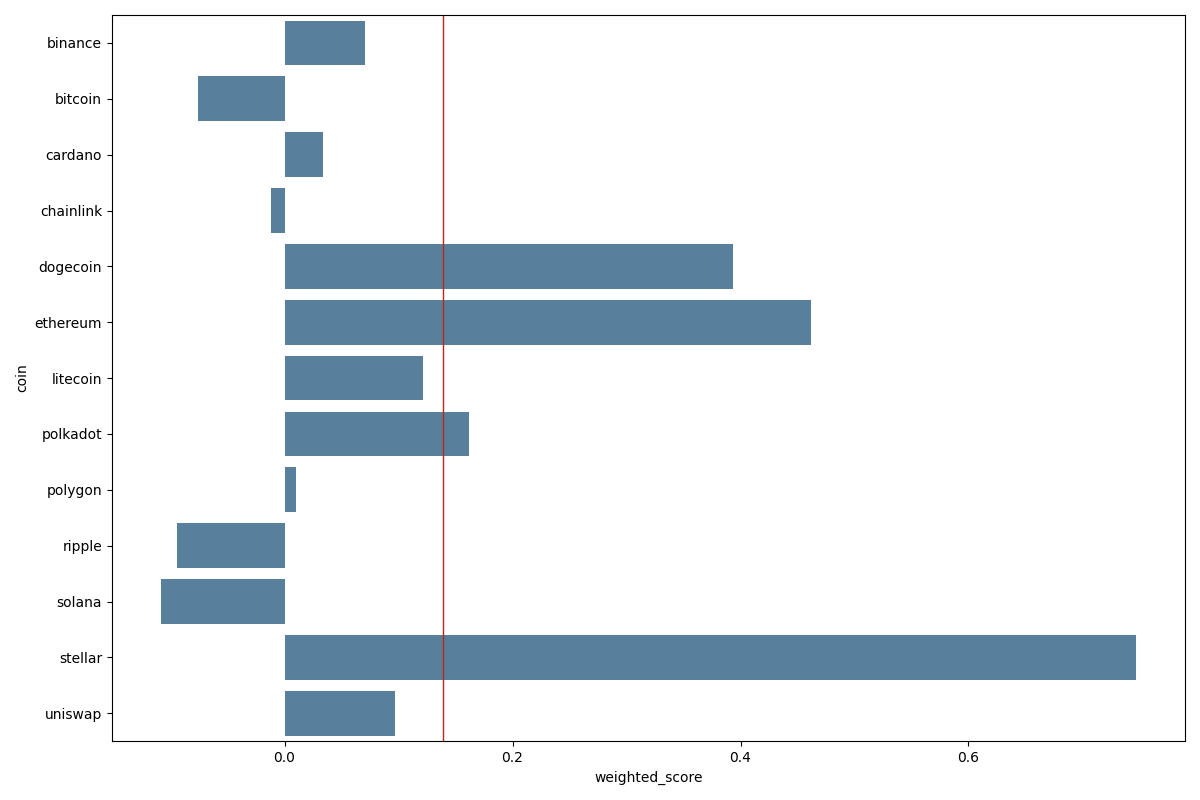 binance
bitcoin
cardano
chainlink
dogecoin
ethereum
litecoin
polkadot
polygon
ripple
solana
stellar
uniswap
coin
0.0 0.2 0.4 0.6
weighted_score